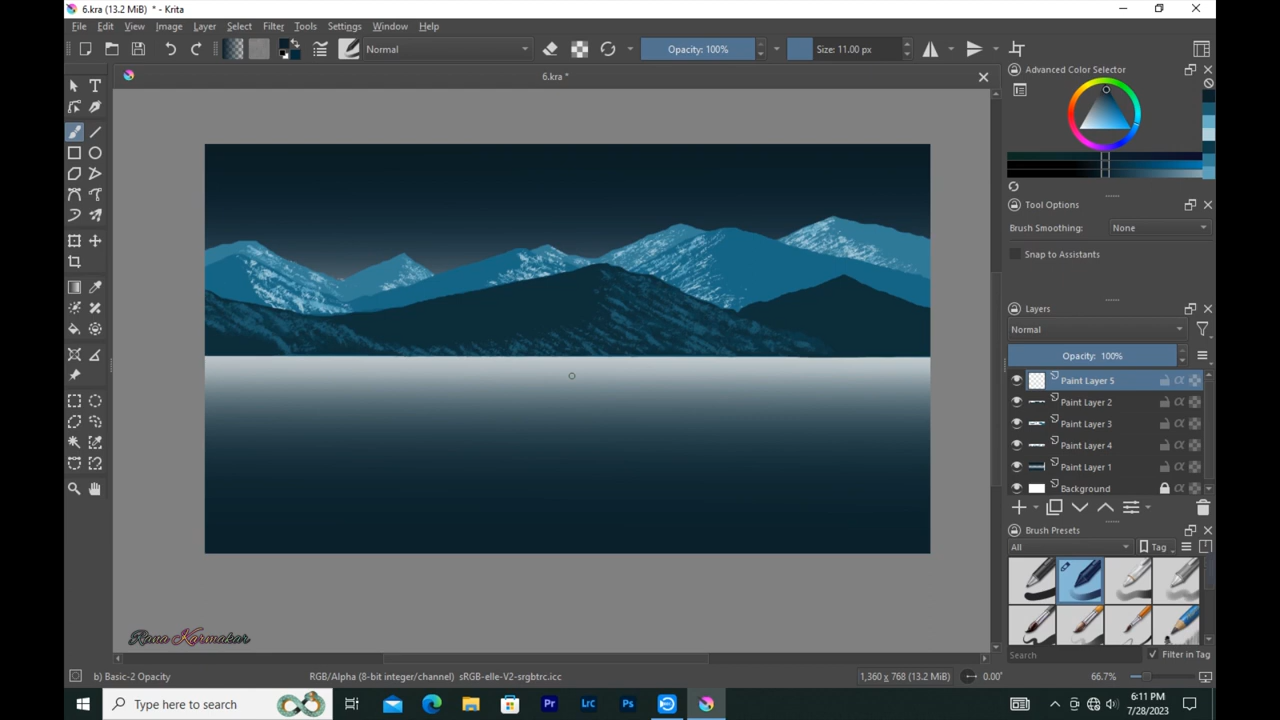 6.kra (13.2 MiB) * - Krita
File Edit View Image Layer Select Filter Tools Settings Window Help
Normal
Opacity: 100%
Size: 11.00 px
6.kra *
Advanced Color Selector
Tool Options
Brush Smoothing:
None
Snap to Assistants
Layers
Normal
Opacity: 100%
Paint Layer 5
Paint Layer 2
Paint Layer 3
Paint Layer 4
Paint Layer 1
Background
Brush Presets
All
Tag
Search
Filter in Tag
Rana Karmakar
b) Basic-2 Opacity
RGB/Alpha (8-bit integer/channel) sRGB-elle-V2-srgbtrc.icc
1,360 x 768 (13.2 MiB)
0.00°
66.7%
Type here to search
Pr
Lrc
Ps
6:11 PM
7/28/2023